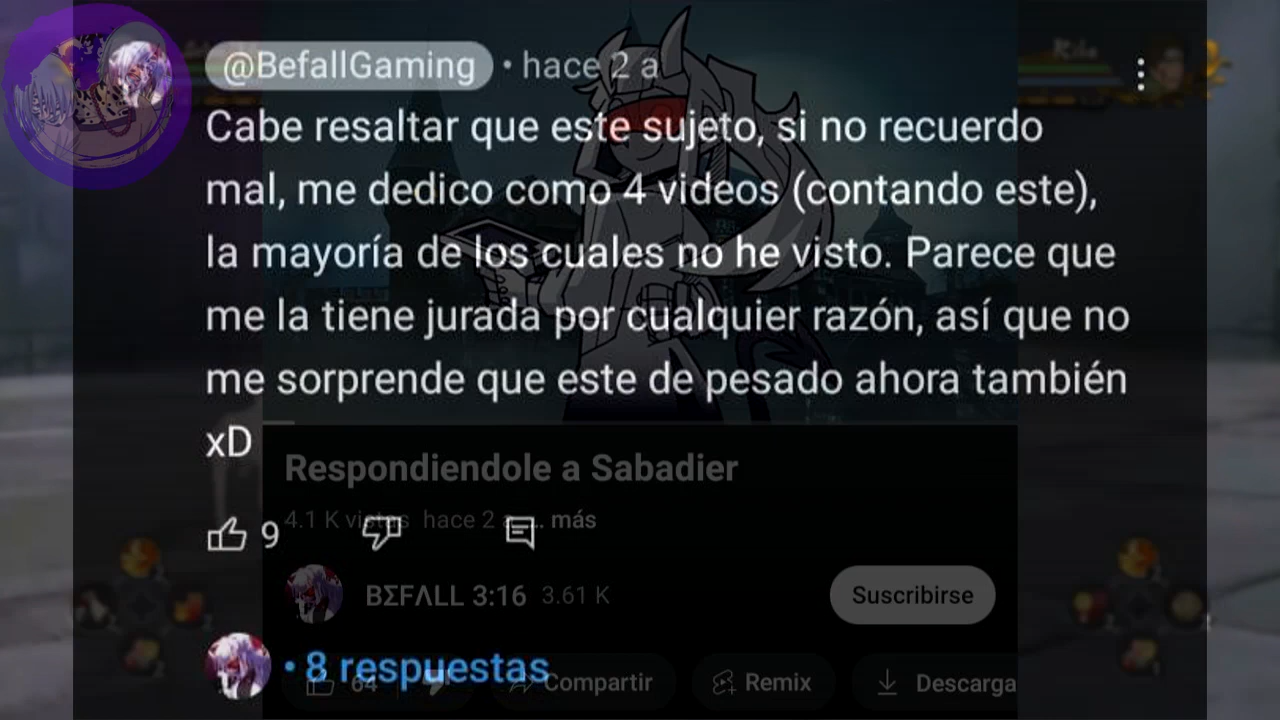 @BefallGaming • hace 2 a
Cabe resaltar que este sujeto, si no recuerdo
mal, me dedico como 4 videos (contando este),
la mayoría de los cuales no he visto. Parece que
me la tiene jurada por cualquier razón, así que no
me sorprende que este de pesado ahora también
xD
Respondiendole a Sabadier
4.1 K vistas hace 2 a ... más
9
BΣFΛLL 3:16 3.61 K
Suscribirse
• 8 respuestas
64
Compartir
Remix
Descarga